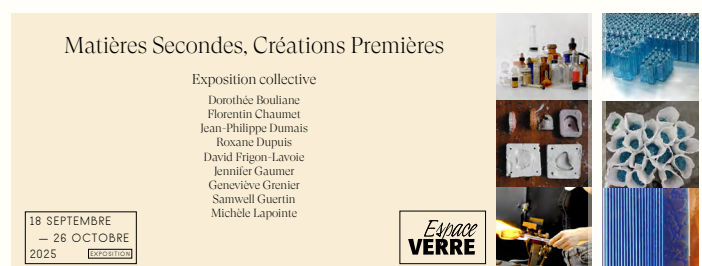 Matières Secondes, Créations Premières
Exposition collective
Dorothée Bouliane
Florentin Chaumet
Jean-Philippe Dumais
Roxane Dupuis
David Frigon-Lavoie
Jennifer Gaumer
Geneviève Grenier
Samwell Guertin
Michèle Lapointe
18 SEPTEMBRE
— 26 OCTOBRE
2025 EXPOSITION
Espace
VERRE